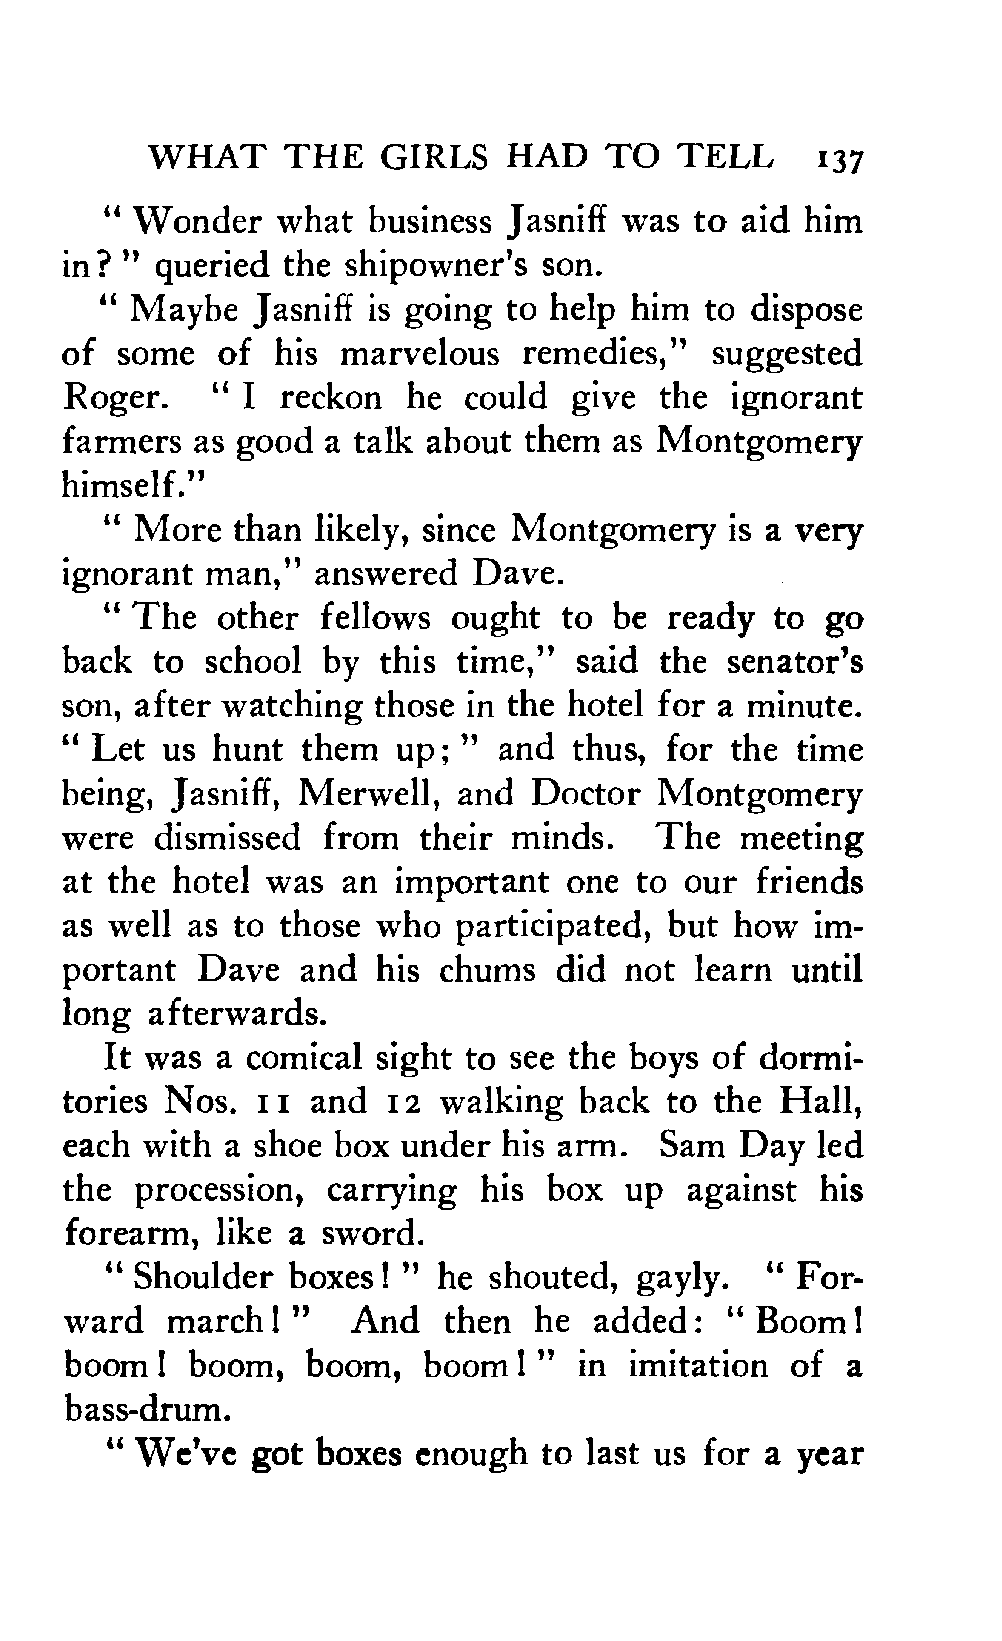 WHAT THE GIRLS HAD TO TELL 137
" Wonder what business Jasniff was to aid him
in? " queried the shipowner's son.
" Maybe Jasniff is going to help him to dispose
of some of his marvelous remedies," suggested
Roger. " I reckon he could give the ignorant
farmers as good a talk about them as Montgomery
himself."
" More than likely, since Montgomery is a very
ignorant man," answered Dave.
" The other fellows ought to be ready to go
back to school by this time," said the senator's
son, after watching those in the hotel for a minute.
" Let us hunt them up; " and thus, for the time
being, Jasniff, Merwell, and Doctor Montgomery
were dismissed from their minds. The meeting
at the hotel was an important one to our friends
as well as to those who participated, but how im-
portant Dave and his chums did not learn until
long afterwards.
It was a comical sight to see the boys of dormi-
tories Nos. 11 and 12 walking back to the Hall,
each with a shoe box under his arm. Sam Day led
the procession, carrying his box up against his
forearm, like a sword.
" Shoulder boxes! " he shouted, gayly. " For-
ward march! " And then he added: " Boom!
boom! boom, boom, boom! " in imitation of a
bass-drum.
" We've got boxes enough to last us for a year